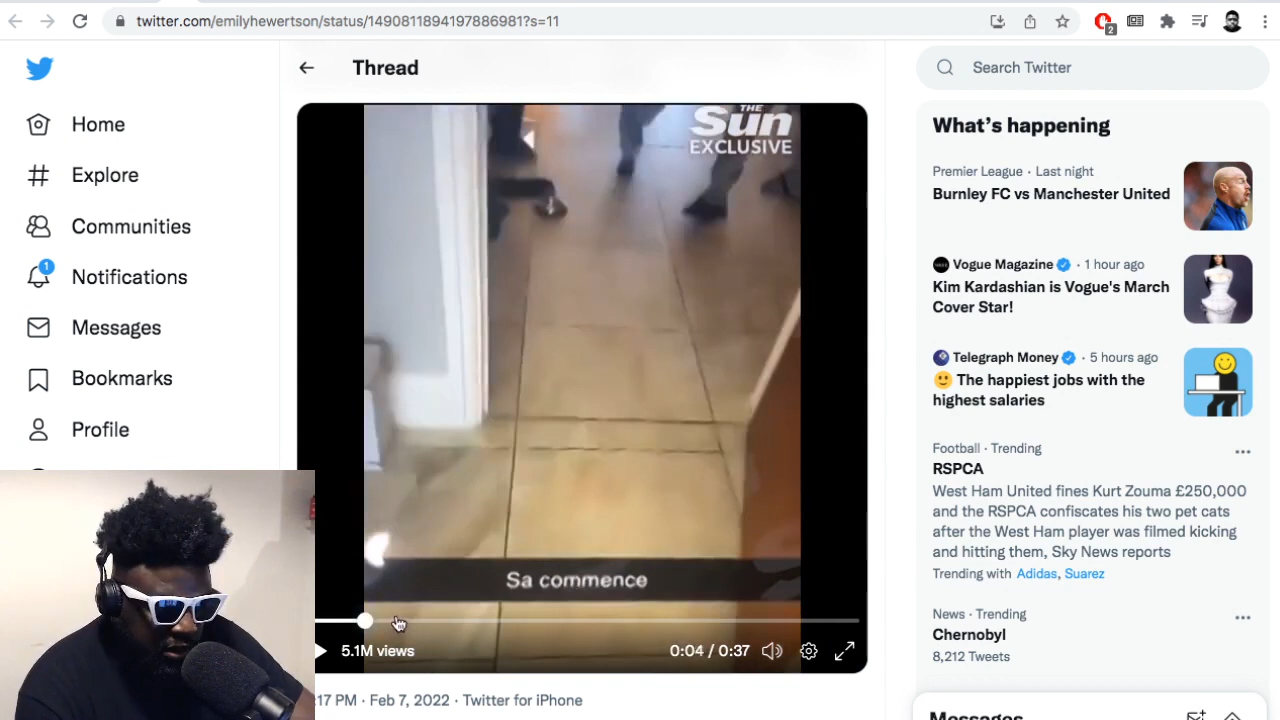 twitter.com/emilyhewertson/status/1490811894197886981?s=11
2
Thread
Search Twitter
Home
Explore
Communities
1
Notifications
Messages
Bookmarks
Profile
THE
Sun
EXCLUSIVE
Sa commence
5.1M views
0:04 / 0:37
:17 PM · Feb 7, 2022 · Twitter for iPhone
What's happening
Premier League · Last night
Burnley FC vs Manchester United
Vogue Magazine · 1 hour ago
Kim Kardashian is Vogue's March
Cover Star!
Telegraph Money · 5 hours ago
🙂 The happiest jobs with the
highest salaries
Football · Trending
RSPCA
West Ham United fines Kurt Zouma £250,000
and the RSPCA confiscates his two pet cats
after the West Ham player was filmed kicking
and hitting them, Sky News reports
Trending with Adidas, Suarez
News · Trending
Chernobyl
8,212 Tweets
Messages